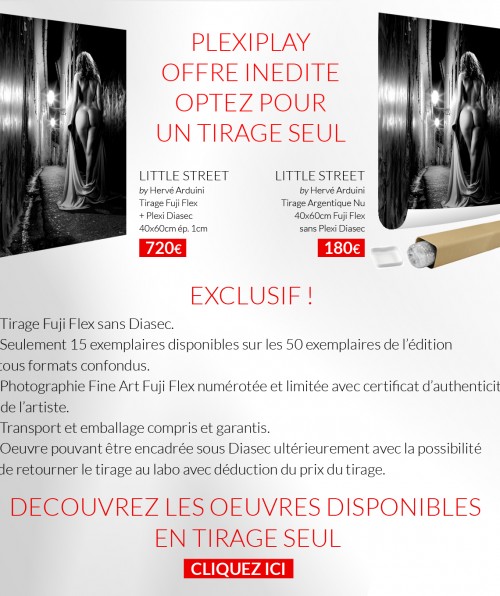 PLEXIPLAY
OFFRE INEDITE
OPTEZ POUR
UN TIRAGE SEUL
LITTLE STREET
by Hervé Arduini
Tirage Fuji Flex
+ Plexi Diasec
40x60cm ép. 1cm
720€
LITTLE STREET
by Hervé Arduini
Tirage Argentique Nu
40x60cm Fuji Flex
sans Plexi Diasec
180€
EXCLUSIF !
Tirage Fuji Flex sans Diasec.
Seulement 15 exemplaires disponibles sur les 50 exemplaires de l’édition
tous formats confondus.
Photographie Fine Art Fuji Flex numérotée et limitée avec certificat d’authenticit
de l’artiste.
Transport et emballage compris et garantis.
Oeuvre pouvant être encadrée sous Diasec ultérieurement avec la possibilité
de retourner le tirage au labo avec déduction du prix du tirage.
DECOUVREZ LES OEUVRES DISPONIBLES
EN TIRAGE SEUL
CLIQUEZ ICI